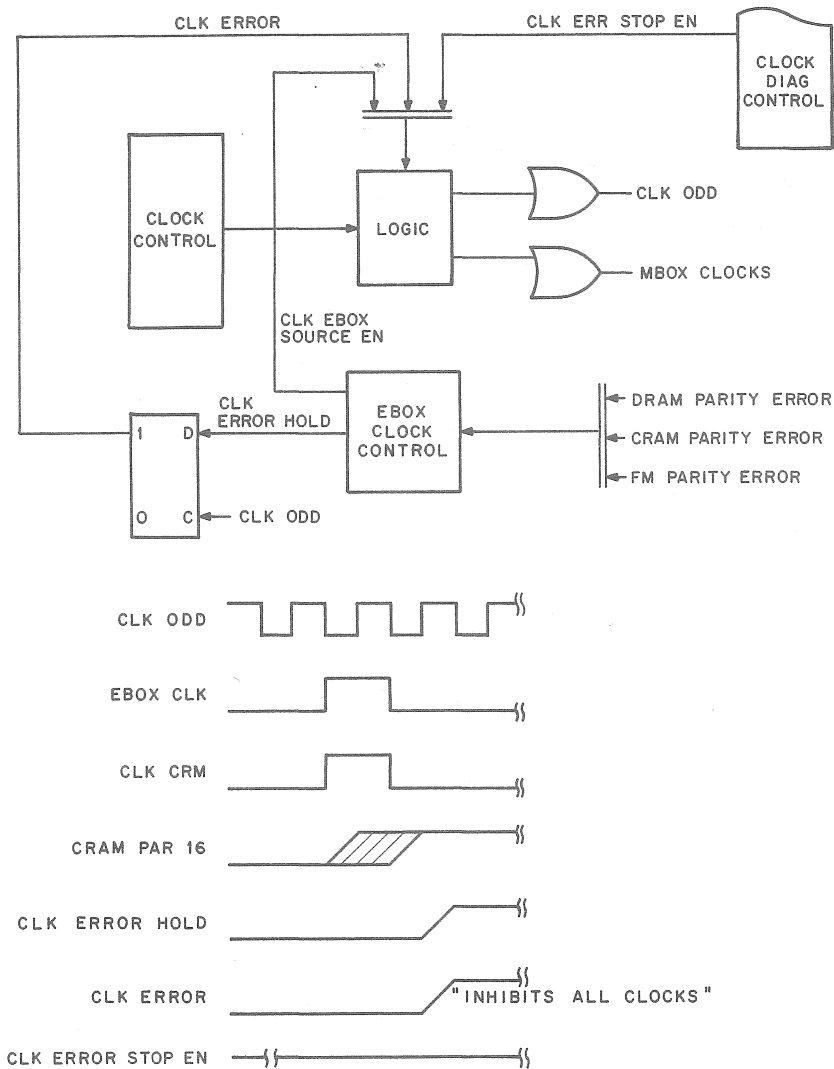 CLK ERROR
CLK ERR STOP EN
CLOCK
DIAG
CONTROL
CLOCK
CONTROL
LOGIC
CLK ODD
MBOX CLOCKS
CLK EBOX
SOURCE EN
CLK
ERROR HOLD
EBOX
CLOCK
CONTROL
DRAM PARITY ERROR
CRAM PARITY ERROR
FM PARITY ERROR
1 D
0 C
CLK ODD
CLK ODD
EBOX CLK
CLK CRM
CRAM PAR 16
CLK ERROR HOLD
CLK ERROR
"INHIBITS ALL CLOCKS"
CLK ERROR STOP EN